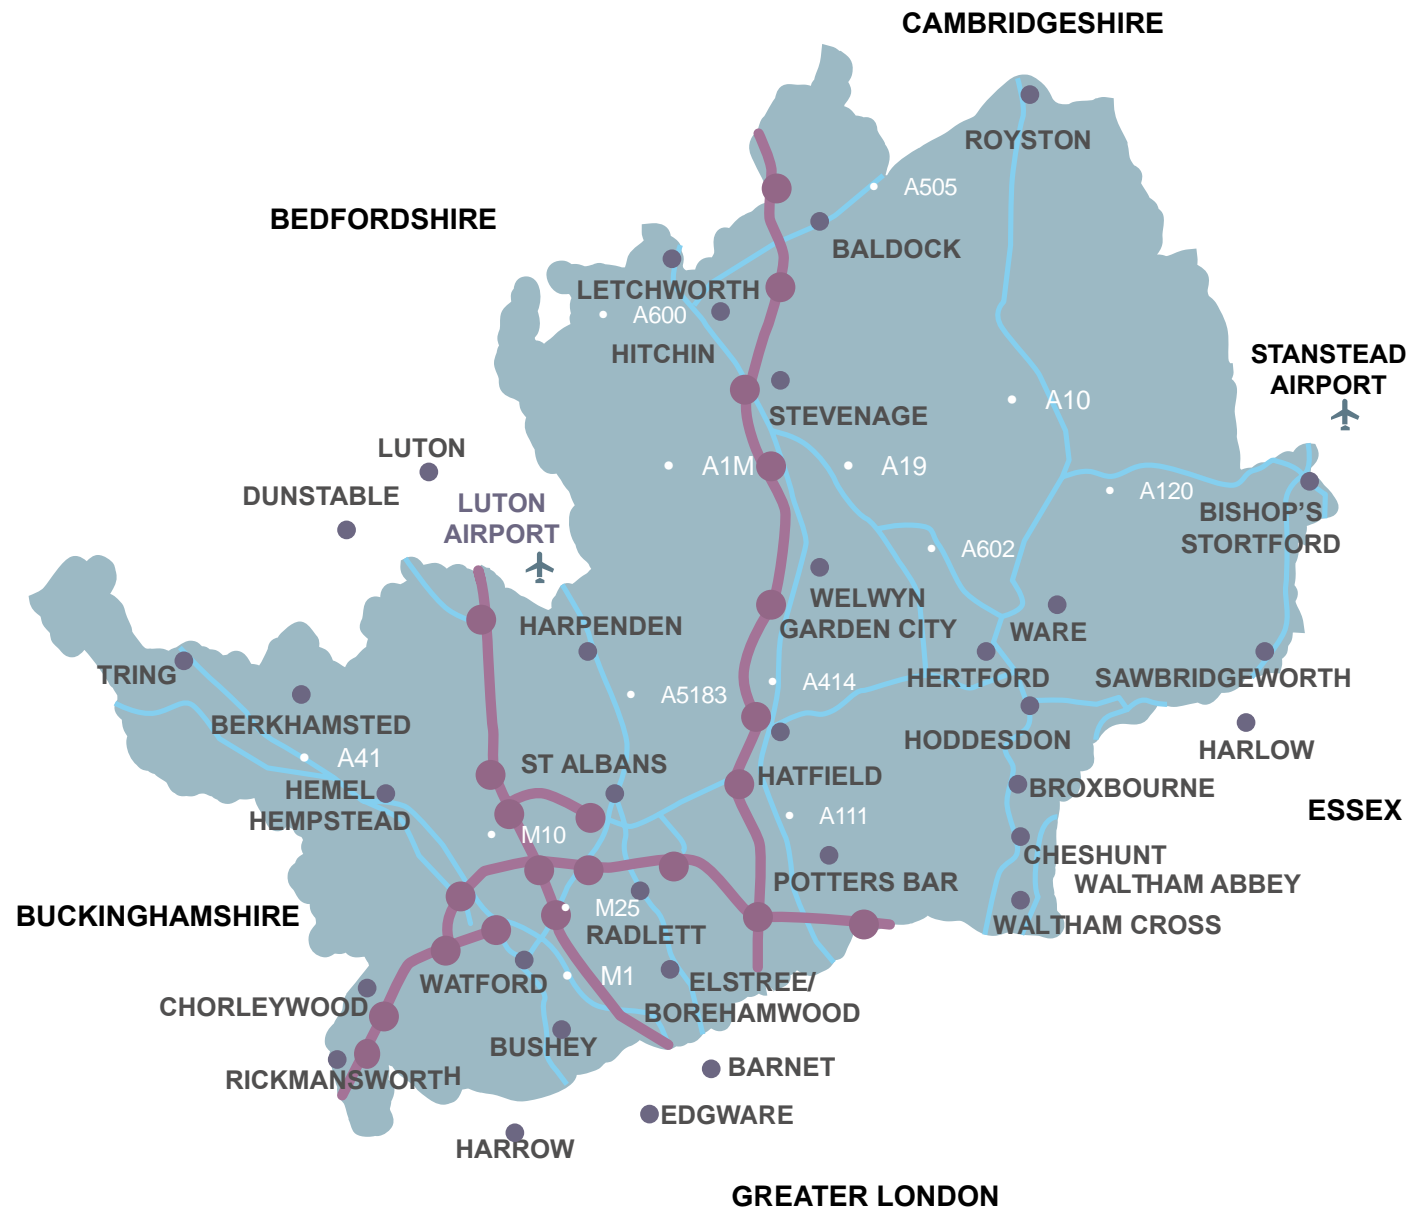 CAMBRIDGESHIRE
ROYSTON
A505
BEDFORDSHIRE
BALDOCK
LETCHWORTH
A600
HITCHIN
STANSTEAD
AIRPORT
A10
STEVENAGE
LUTON
A1M
A19
DUNSTABLE
A120
LUTON
AIRPORT
BISHOP'S
STORTFORD
A602
WELWYN
GARDEN CITY
HARPENDEN
WARE
TRING
HERTFORD
SAWBRIDGEWORTH
A414
A5183
BERKHAMSTED
HODDESDON
HARLOW
A41
ST ALBANS
HATFIELD
HEMEL
HEMPSTEAD
BROXBOURNE
ESSEX
A111
M10
CHESHUNT
POTTERS BAR
WALTHAM ABBEY
BUCKINGHAMSHIRE
M25
WALTHAM CROSS
RADLETT
M1
WATFORD
ELSTREE/
BOREHAMWOOD
CHORLEYWOOD
BUSHEY
BARNET
RICKMANSWORTH
EDGWARE
HARROW
GREATER LONDON